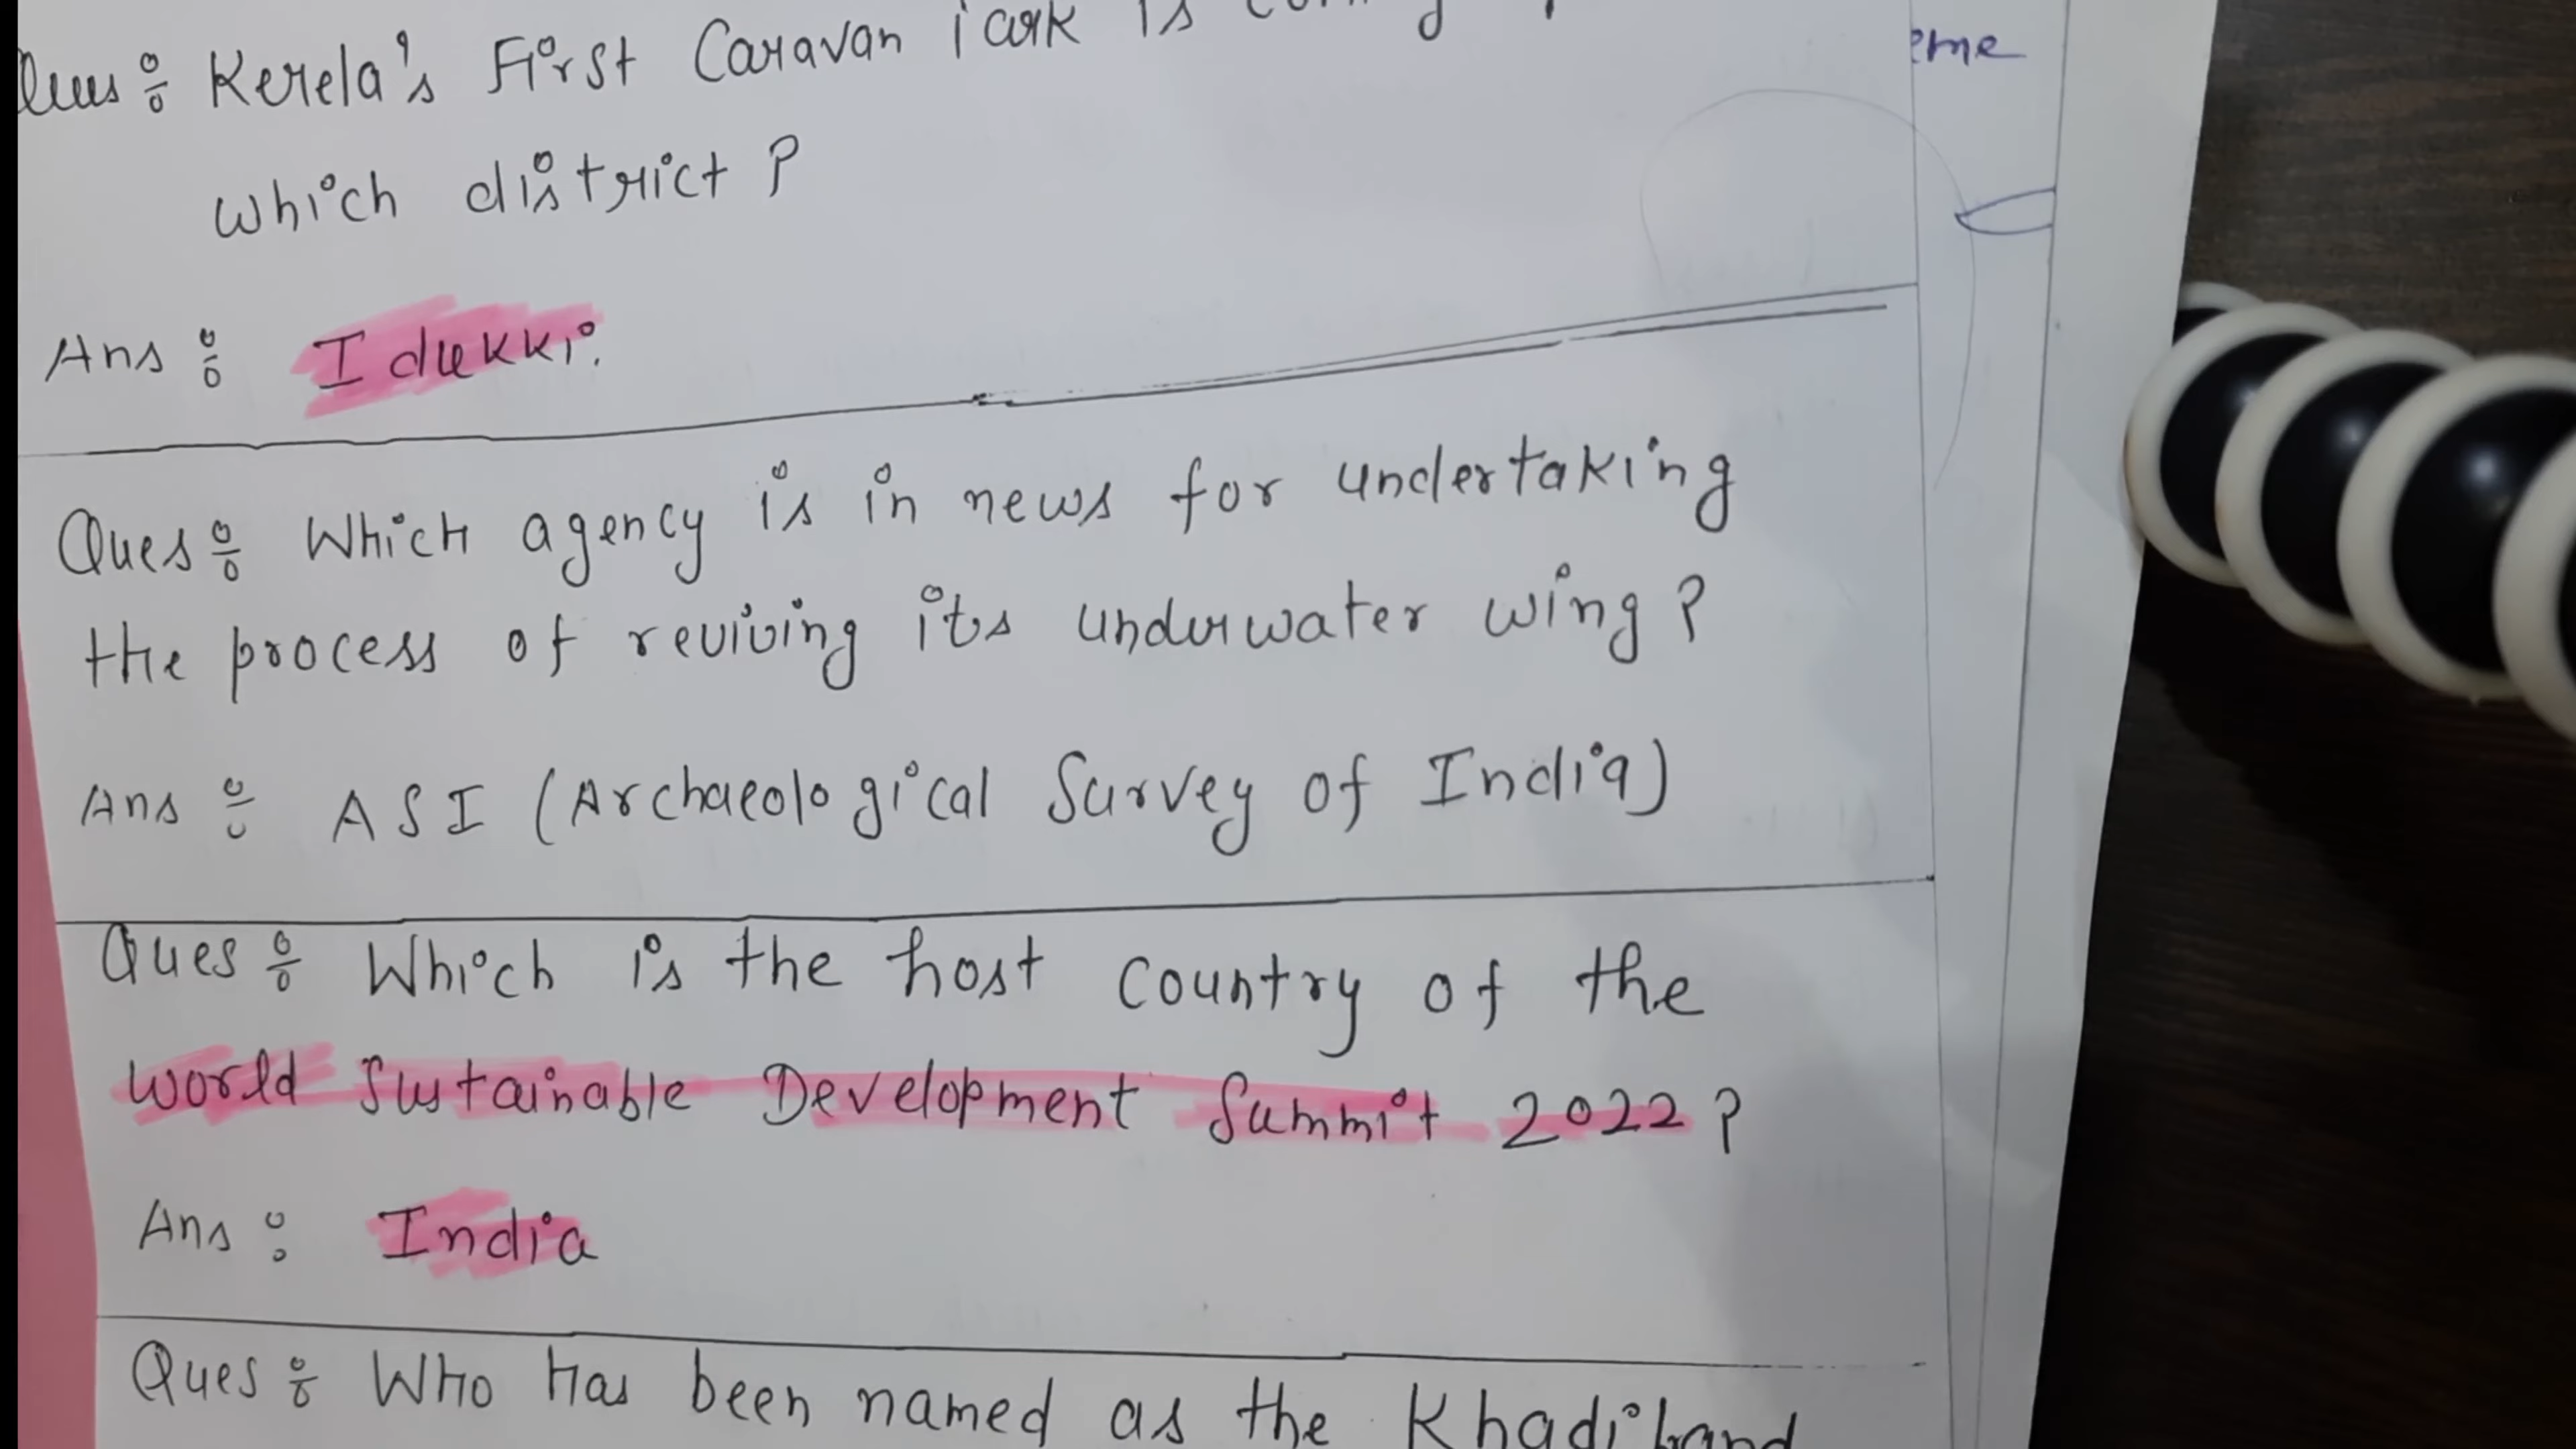 Ques : Kerela's First Caravan Park is
eme
which district ?
Ans : Idukki.
Ques : Which agency is in news for undertaking
the process of reviving its underwater wing ?
Ans : ASI (Archaeological Survey of India)
Ques : Which is the host country of the
world Sustainable Development Summit 2022 ?
Ans : India
Ques : Who has been named as the Khadi